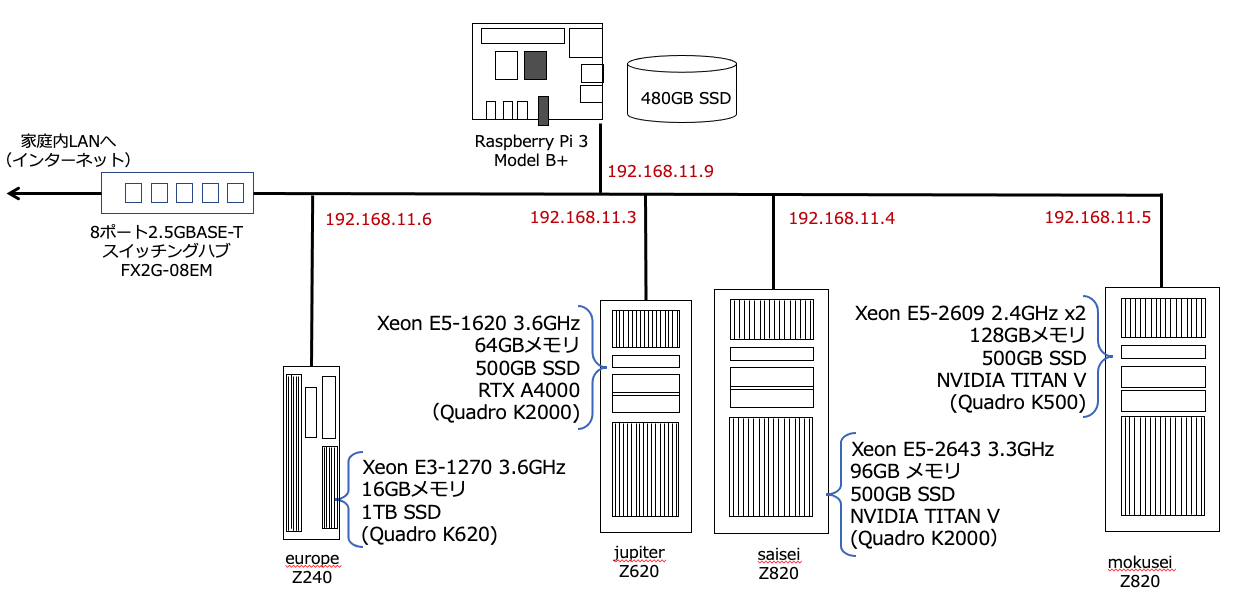 480GB SSD
Raspberry Pi 3
Model B+
192.168.11.9
家庭内LANへ
（インターネット）
8ポート2.5GBASE-T
スイッチングハブ
FX2G-08EM
192.168.11.6
192.168.11.3
192.168.11.4
192.168.11.5
Xeon E5-1620 3.6GHz
64GBメモリ
500GB SSD
RTX A4000
（Quadro K2000)
Xeon E5-2609 2.4GHz x2
128GBメモリ
500GB SSD
NVIDIA TITAN V
(Quadro K500)
Xeon E3-1270 3.6GHz
16GBメモリ
1TB SSD
(Quadro K620)
Xeon E5-2643 3.3GHz
96GB メモリ
500GB SSD
NVIDIA TITAN V
(Quadro K2000）
europe
Z240
jupiter
Z620
saisei
Z820
mokusei
Z820